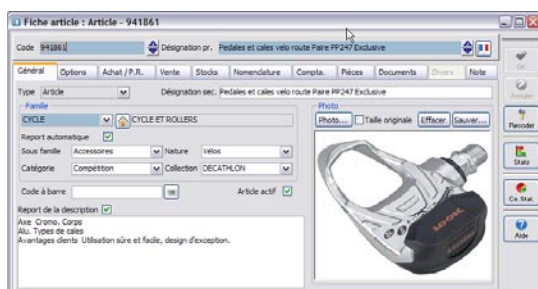 Fiche article : Article - 941861
Code 941861 Désignation pr. Pedales et cales velo route Paire PP247 Exclusive
Général Options Achat / P.R. Vente Stocks Nomenclature Compta. Pièces Documents Divers Note
Type Article Désignation sec. Pedales et cales velo route Paire PP247 Exclusive
Famille
CYCLE CYCLE ET ROLLERS
Report automatique
Sous famille Accessoires Nature Vélos
Catégorie Compétition Collection DECATHLON
Code à barre Article actif
Report de la description
Axe Cromo. Corps
Alu. Types de cales
Avantages clients Utilisation sûre et facile, design d'exception.
Photo
Photo... Taille originale Effacer Sauver...
LOOK
OK
Annuler
Recoder
Stats
Ce. Stat.
Aide